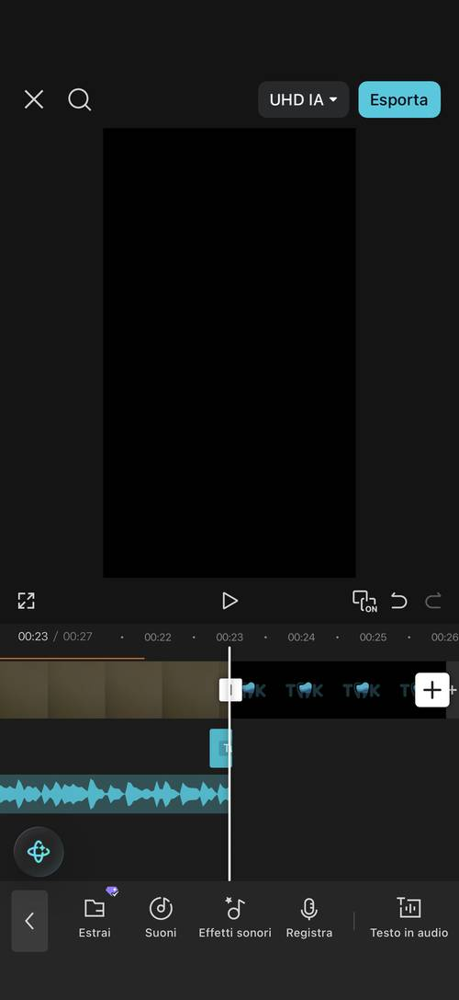 UHD IA
Esporta
ON
00:23 / 00:27
00:22
00:23
00:24
00:25
00:26
Estrai
Suoni
Effetti sonori
Registra
Testo in audio